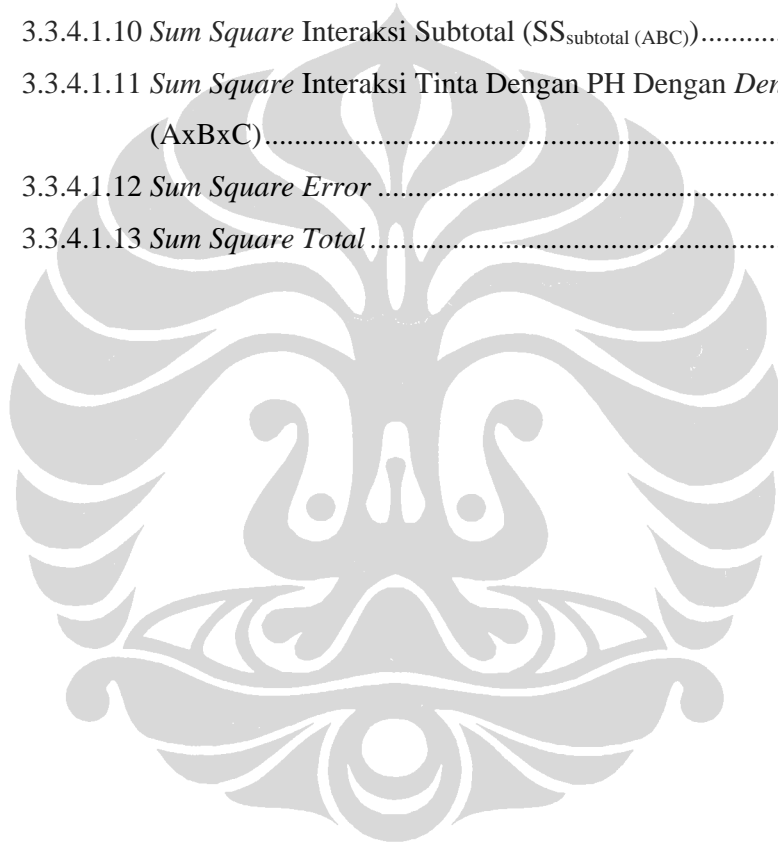 3.3.4.1.10 Sum Square Interaksi Subtotal (SSsubtotal (ABC))..............
3.3.4.1.11 Sum Square Interaksi Tinta Dengan PH Dengan
(AxBxC).....................................................................................
3.3.4.1.12 Sum Square Error ......................................................................
3.3.4.1.13 Sum Square Total .......................................................................